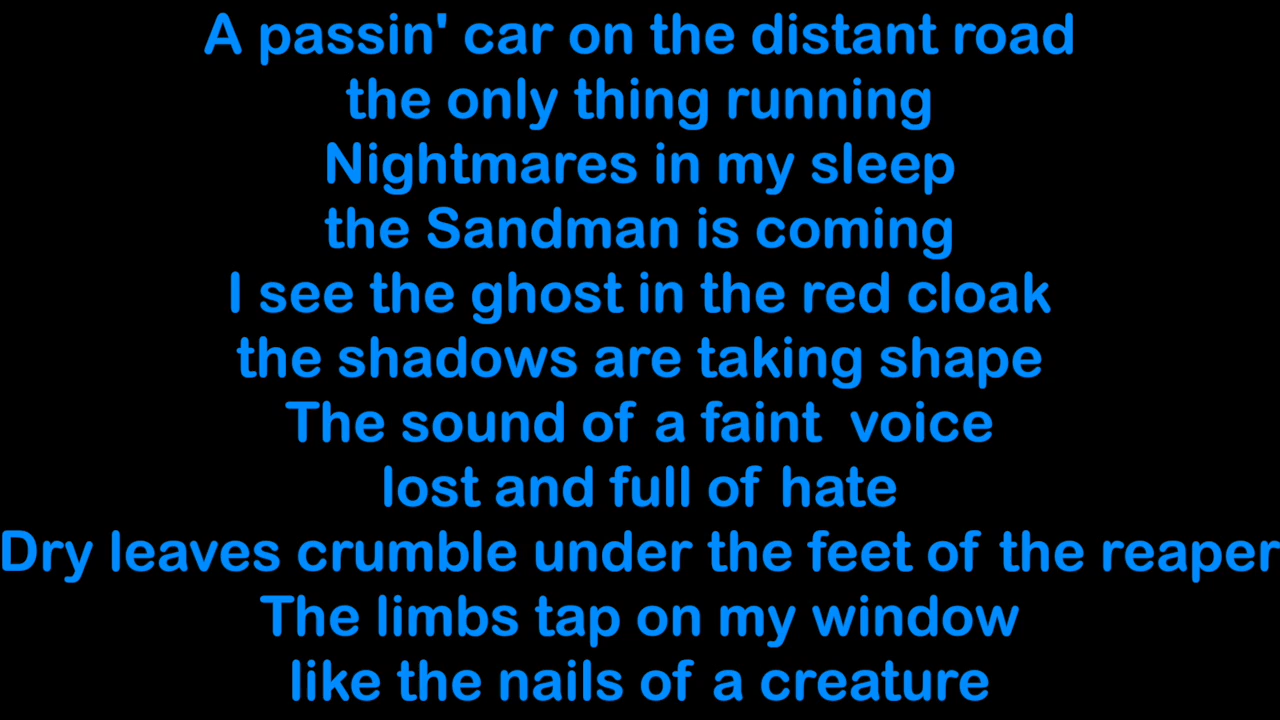 A passin' car on the distant road
the only thing running
Nightmares in my sleep
the Sandman is coming
I see the ghost in the red cloak
the shadows are taking shape
The sound of a faint  voice
lost and full of hate
Dry leaves crumble under the feet of the reaper
The limbs tap on my window
like the nails of a creature